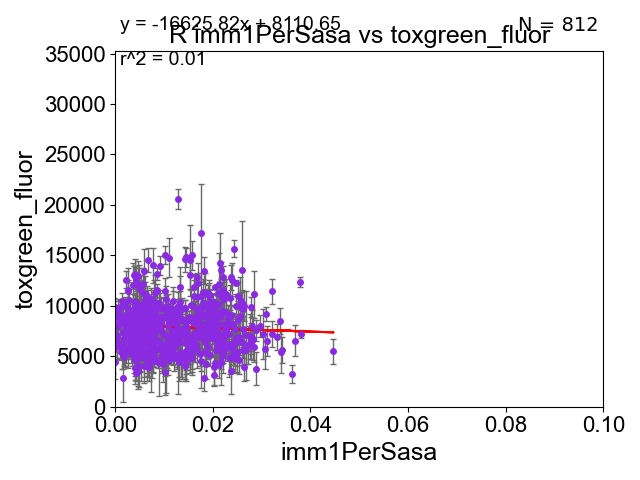 y = -16625.82x + 8110.65
N = 812
R imm1PerSasa vs toxgreen_fluor
r^2 = 0.01
35000
30000
25000
20000
15000
10000
5000
0
toxgreen_fluor
0.00 0.02 0.04 0.06 0.08 0.10
imm1PerSasa